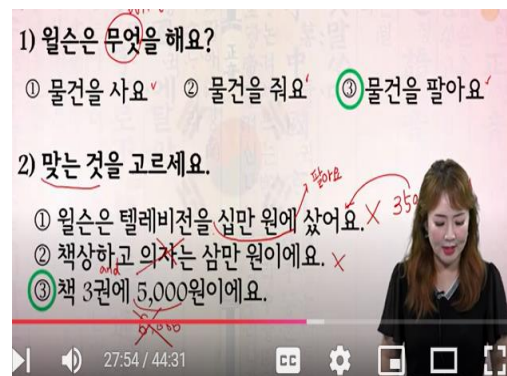 1) 윌슨은 무엇을 해요?
① 물건을 사요 ② 물건을 줘요 ③ 물건을 팔아요
2) 맞는 것을 고르세요.
팔아요
① 윌슨은 텔레비전을 십만 원에 샀어요. X 350
② 책상하고 의자는 삼만 원이에요. X
and
③ 책 3권에 5,000원이에요.
27:54 / 44:31
CC